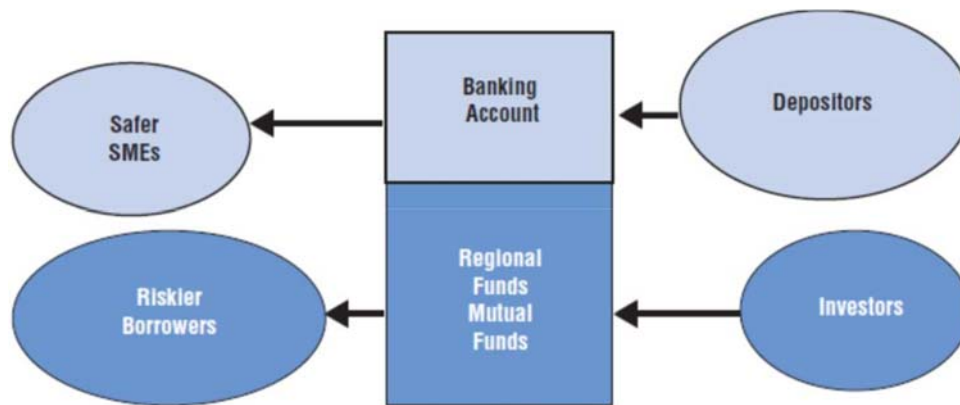 Safer
SMEs
Banking
Account
Depositors
Riskier
Borrowers
Regional
Funds
Mutual
Funds
Investors